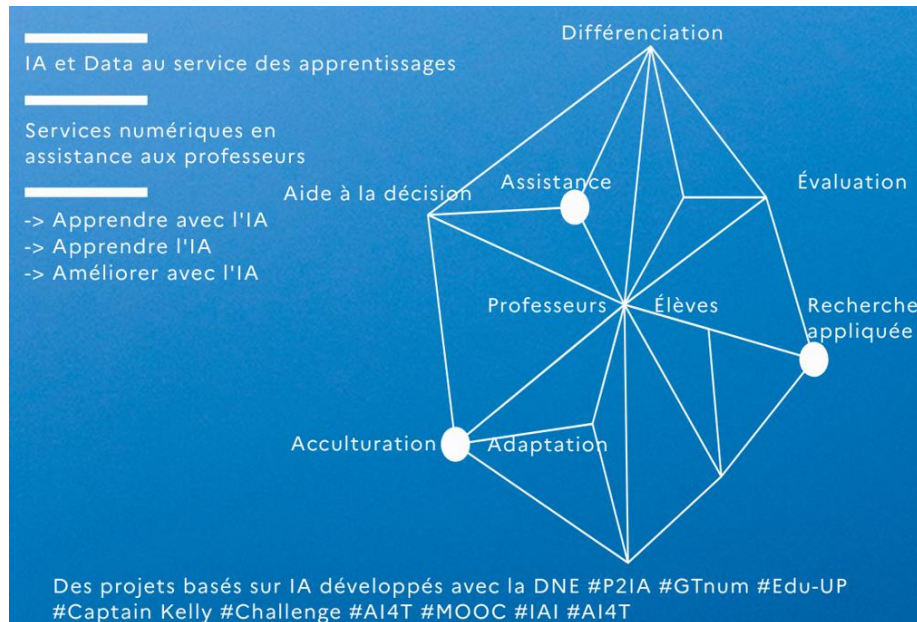 IA et Data au service des apprentissages
Services numériques en
assistance aux professeurs
-> Apprendre avec l'IA
-> Apprendre l'IA
-> Améliorer avec l'IA
Différenciation
Aide à la décision
Assistance
Évaluation
Professeurs
Élèves
Recherche
appliquée
Acculturation
Adaptation
Des projets basés sur IA développés avec la DNE #P2IA #GTnum #Edu-UP
#Captain Kelly #Challenge #AI4T #MOOC #IAI #AI4T